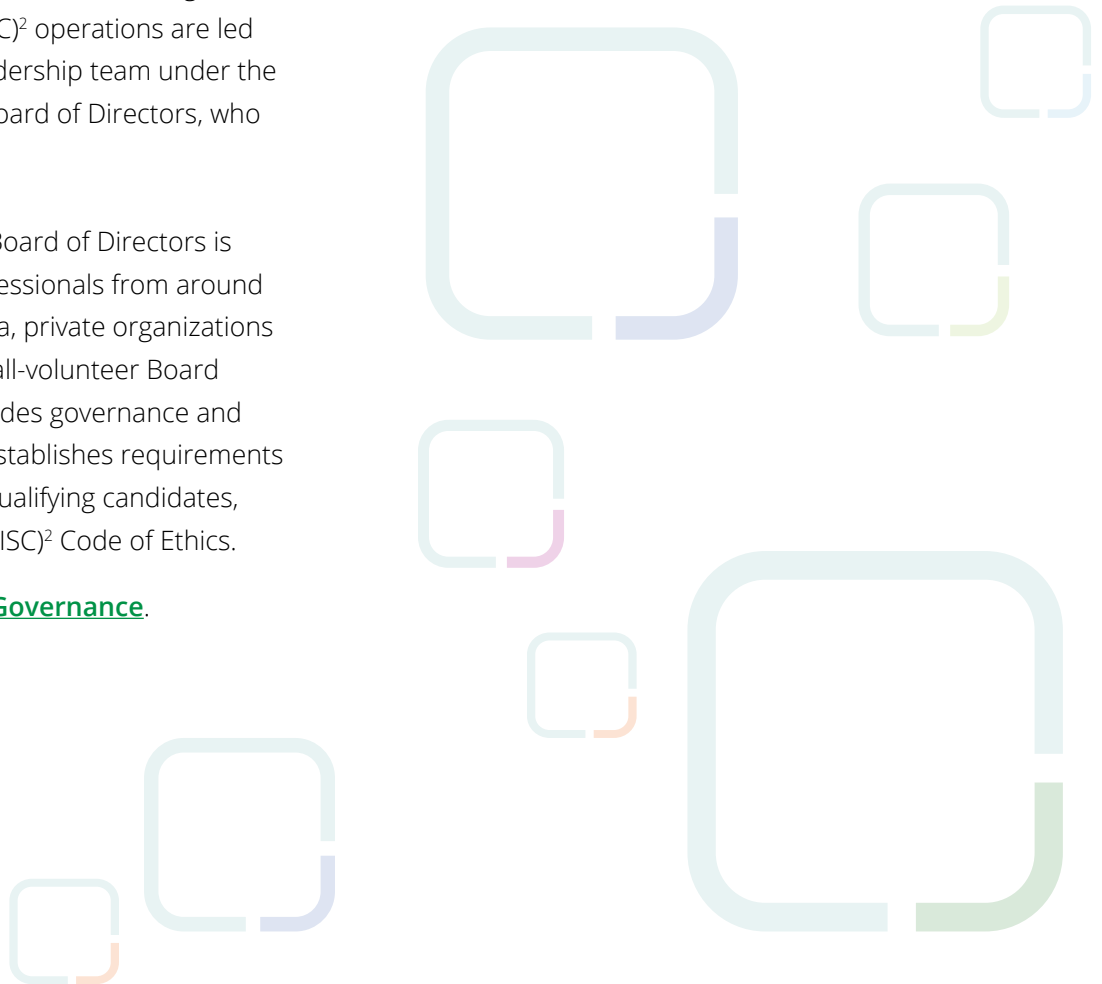 C)² operations are led
dership team under the
oard of Directors, who
Board of Directors is
essionals from around
a, private organizations
all-volunteer Board
des governance and
stablishes requirements
ualifying candidates,
ISC)² Code of Ethics.
Governance.